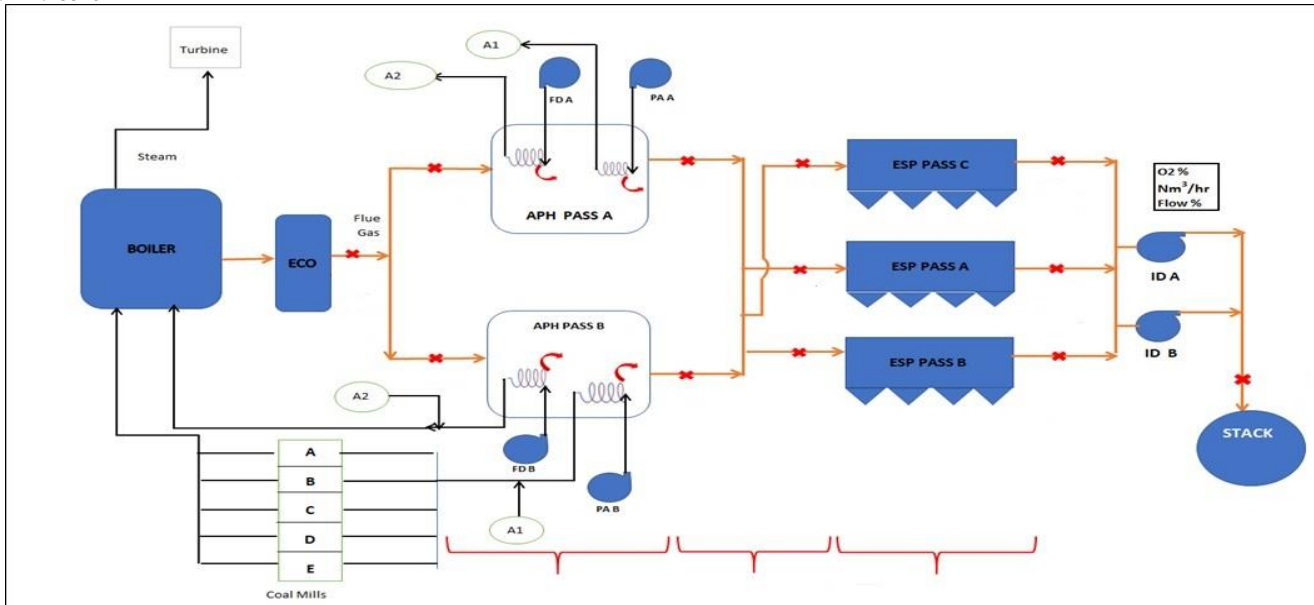 Turbine
A1
A2
FD A
PA A
Steam
APH PASS A
ESP PASS C
O2 %
Nm³/hr
Flow %
Flue
Gas
BOILER
ECO
ESP PASS A
ID A
APH PASS B
ESP PASS B
ID B
A2
STACK
A
B
C
D
E
FD B
PA B
A1
Coal Mills